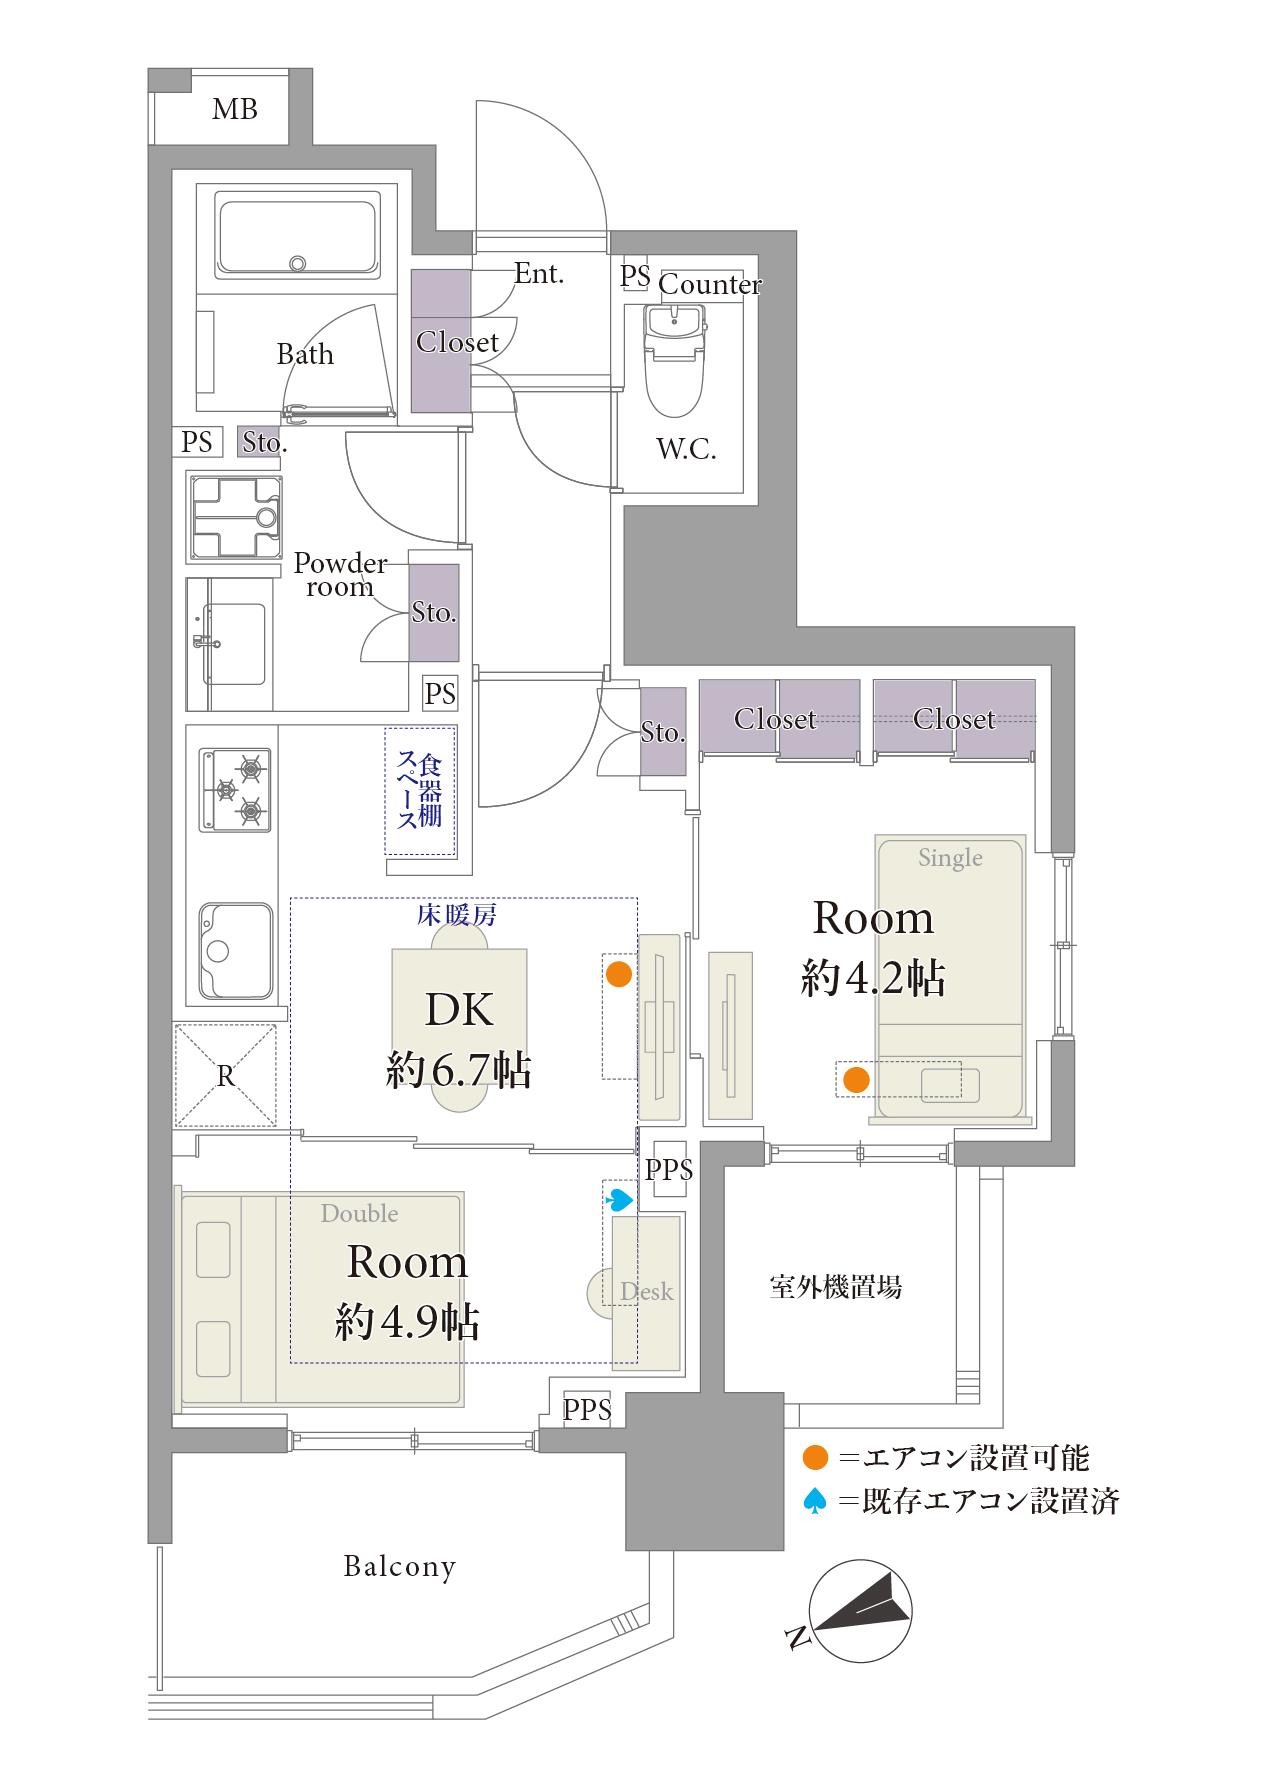 MB
Ent.
PS
Counter
Closet
Bath
W.C.
PS
Sto.
Powder
room
Sto.
PS
Sto.
Closet
Closet
食器棚
スペース
Single
床暖房
Room
約4.2帖
DK
約6.7帖
R
PPS
Double
Room
約4.9帖
Desk
室外機置場
PPS
=エアコン設置可能
=既存エアコン設置済
Balcony
N